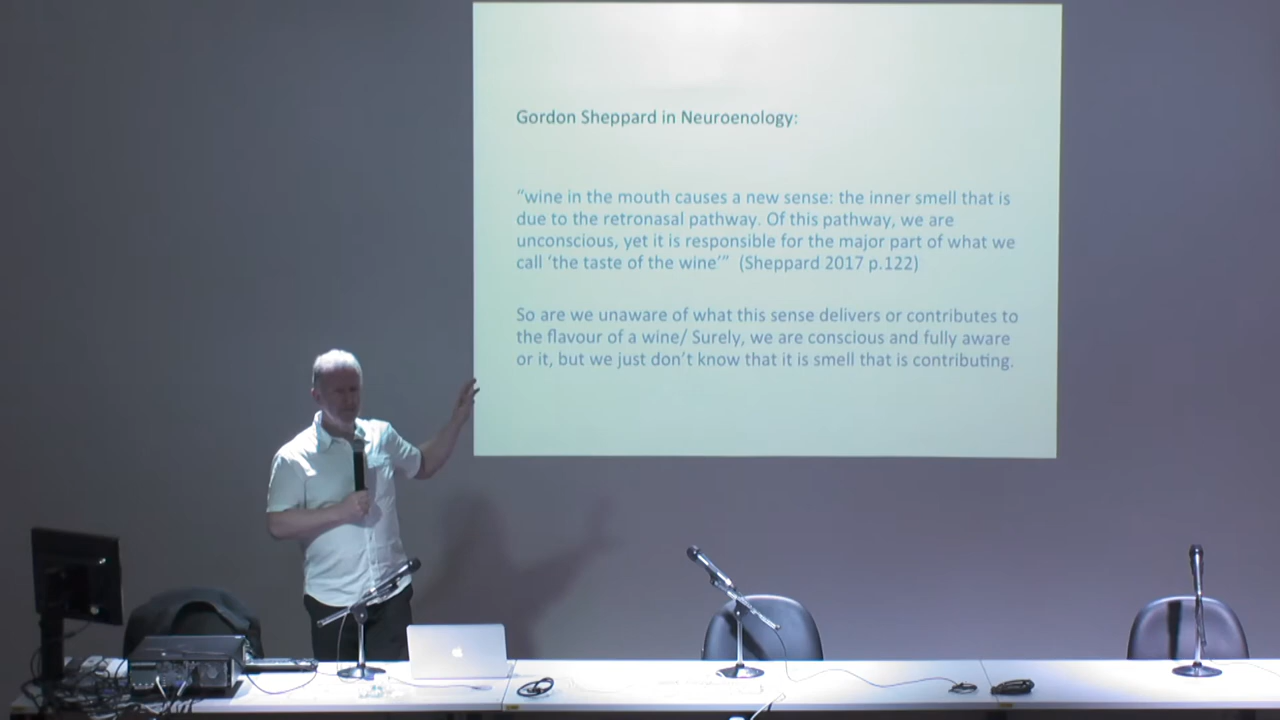 Gordon Sheppard in Neuroenology:
“wine in the mouth causes a new sense: the inner smell that is
due to the retronasal pathway. Of this pathway, we are
unconscious, yet it is responsible for the major part of what we
call ‘the taste of the wine’”  (Sheppard 2017 p.122)
So are we unaware of what this sense delivers or contributes to
the flavour of a wine/ Surely, we are conscious and fully aware
or it, but we just don’t know that it is smell that is contributing.